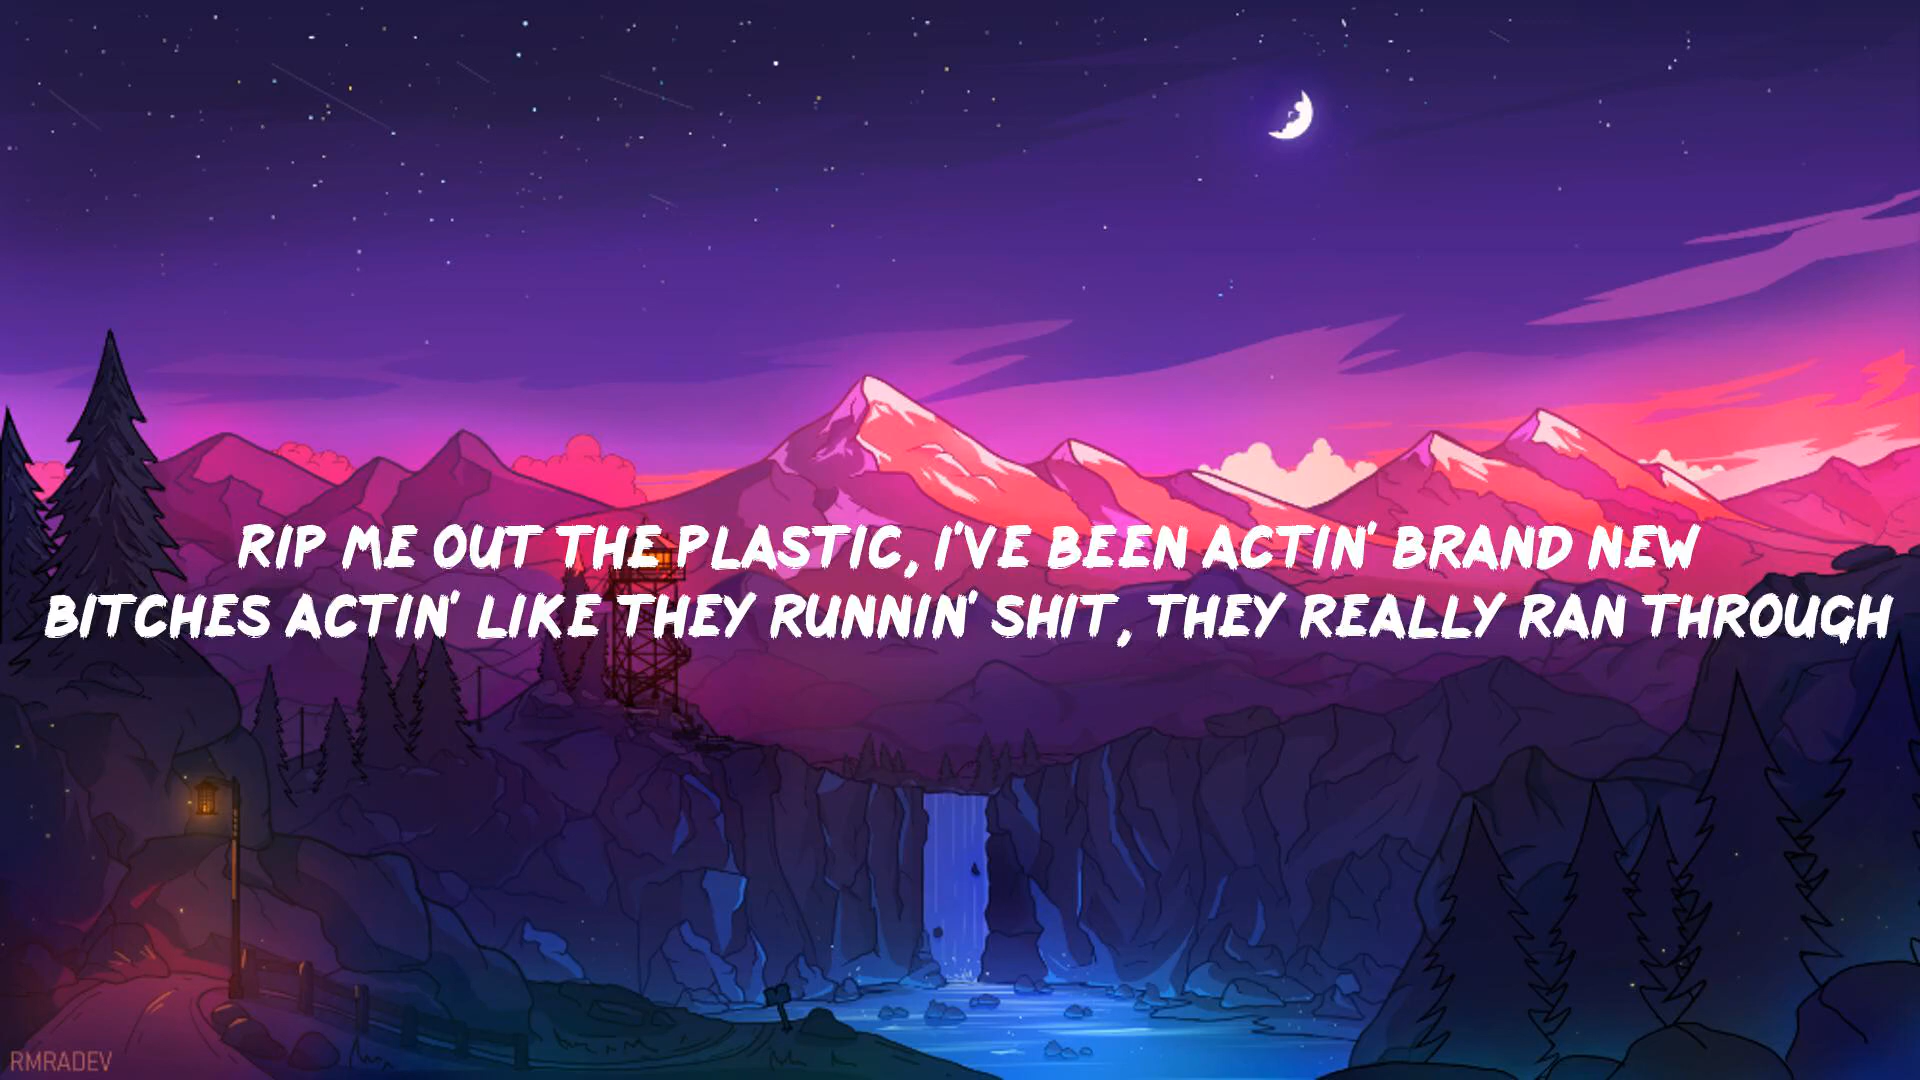 RIP ME OUT THE PLASTIC, I'VE BEEN ACTIN' BRAND NEW
BITCHES ACTIN' LIKE THEY RUNNIN' SHIT, THEY REALLY RAN THROUGH
RMRADEV